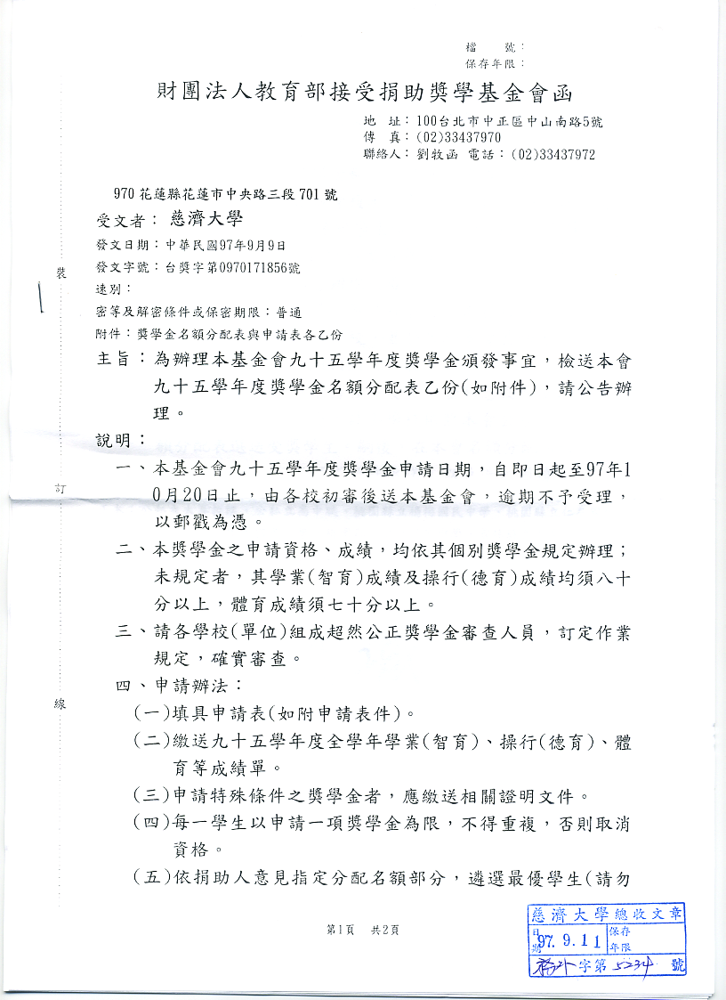 檔　　號：
保存年限：
財團法人教育部接受捐助獎學基金會函
地　址：100台北市中正區中山南路5號
傳　真：(02)33437970
聯絡人：劉牧函 電話：(02)33437972
970 花蓮縣花蓮市中央路三段 701 號
受文者： 慈濟大學
發文日期：中華民國97年9月9日
發文字號：台獎字第0970171856號
速別：
密等及解密條件或保密期限：普通
附件：獎學金名額分配表與申請表各乙份
主旨：為辦理本基金會九十五學年度獎學金頒發事宜，檢送本會
九十五學年度獎學金名額分配表乙份(如附件)，請公告辦
理。
說明：
一、本基金會九十五學年度獎學金申請日期，自即日起至97年1
0月20日止，由各校初審後送本基金會，逾期不予受理，
以郵戳為憑。
二、本獎學金之申請資格、成績，均依其個別獎學金規定辦理；
未規定者，其學業(智育)成績及操行(德育)成績均須八十
分以上，體育成績須七十分以上。
三、請各學校(單位)組成超然公正獎學金審查人員，訂定作業
規定，確實審查。
四、申請辦法：
(一)填具申請表(如附申請表件)。
(二)繳送九十五學年度全學年學業(智育)、操行(德育)、體
育等成績單。
(三)申請特殊條件之獎學金者，應繳送相關證明文件。
(四)每一學生以申請一項獎學金為限，不得重複，否則取消
資格。
(五)依捐助人意見指定分配名額部分，遴選最優學生(請勿
裝
訂
線
第1頁　共2頁
慈濟大學總收文章
日期 97.9.11 保存年限
字第5234號